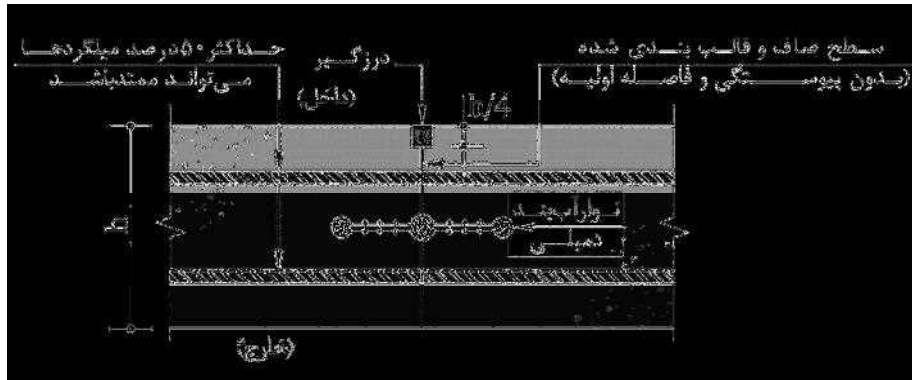 حداکثر ۵۰ درصد میلگردها
می‌تواند ممتد باشد
درزگیر
سطح صاف و قالب بندی شده
(بدون پیوستگی و فاصله اولیه)
(داخل)
h/4
h
نوار آب‌بند
دمبلی
(خارج)